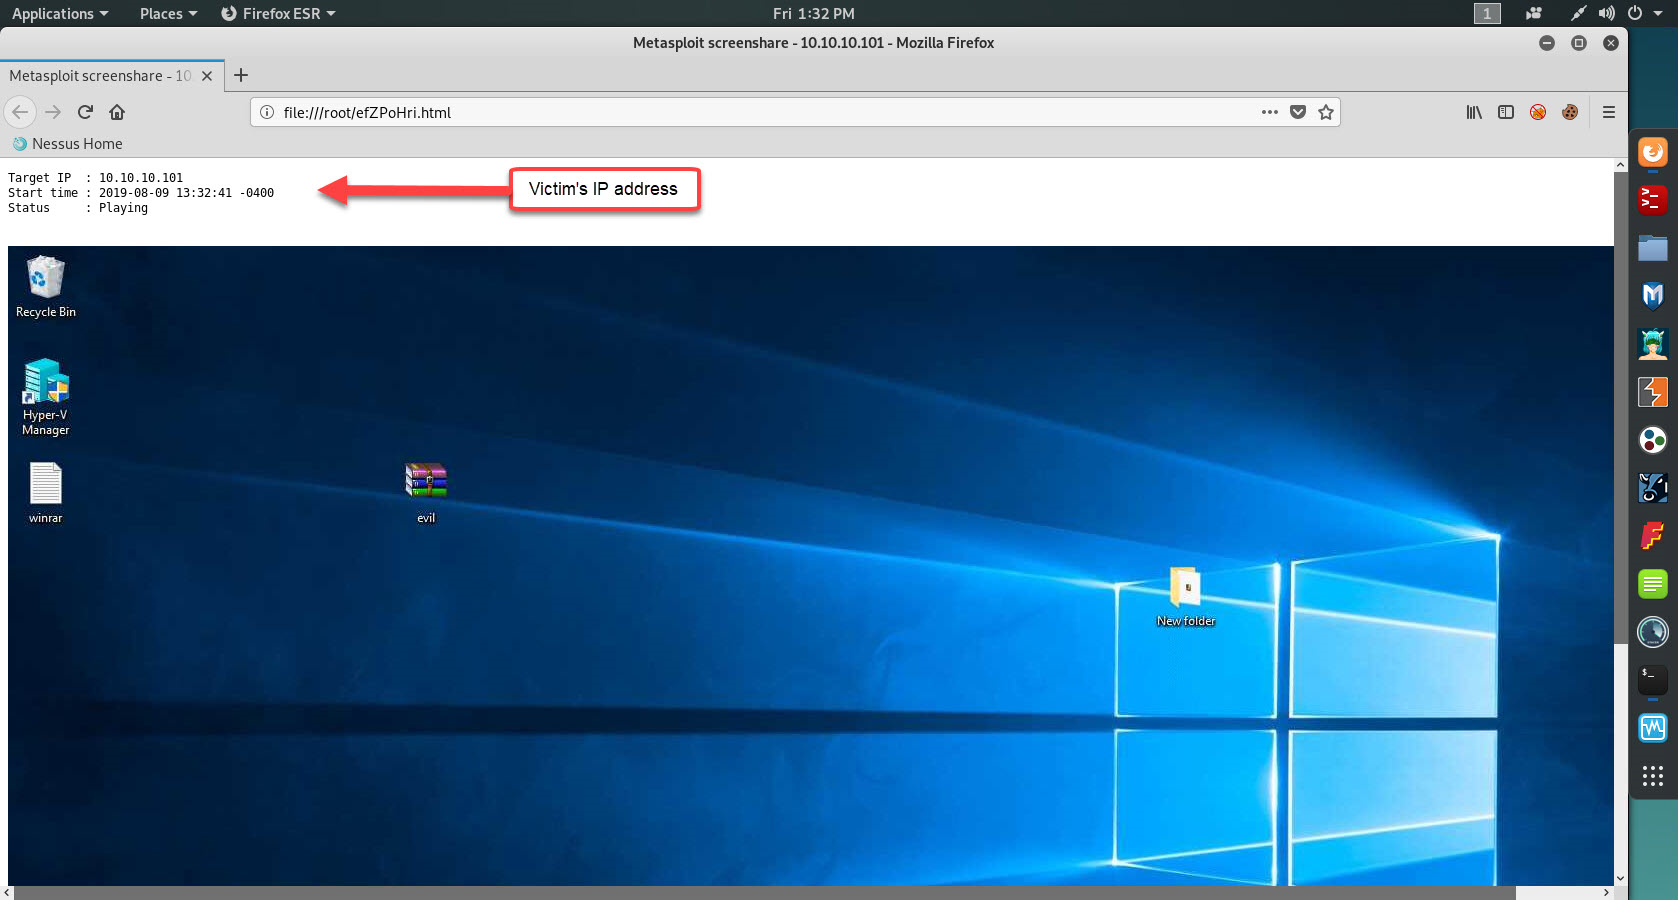 Applications Places Firefox ESR Fri 1:32 PM 1
Metasploit screenshare - 10.10.10.101 - Mozilla Firefox
Metasploit screenshare - 10
file:///root/efZPoHri.html
Nessus Home
Target IP  : 10.10.10.101
Start time : 2019-08-09 13:32:41 -0400
Status     : Playing
Victim's IP address
Recycle Bin
Hyper-V
Manager
winrar
evil
New folder